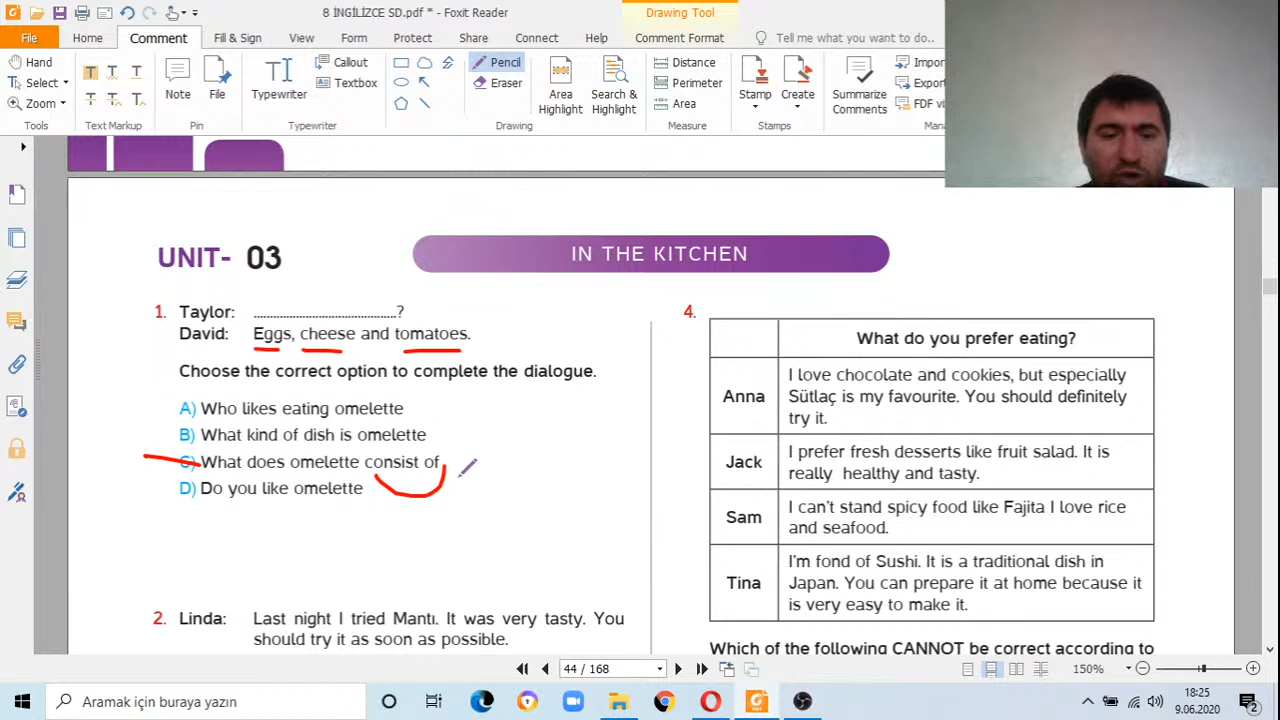 8 İNGİLİZCE SD.pdf * - Foxit Reader
Drawing Tool
File Home Comment Fill & Sign View Form Protect Share Connect Help Comment Format Tell me what you want to do..
Hand
Select
Zoom
Tools
Text Markup
Note
File
Pin
Typewriter
Callout
Textbox
Typewriter
Pencil
Eraser
Area
Highlight
Search &
Highlight
Drawing
Distance
Perimeter
Area
Measure
Stamp
Create
Stamps
Summarize
Comments
Impor
Export
FDF vi
Man
UNIT- 03
IN THE KITCHEN
1. Taylor: ............................................?
David: Eggs, cheese and tomatoes.
Choose the correct option to complete the dialogue.
A) Who likes eating omelette
B) What kind of dish is omelette
C) What does omelette consist of
D) Do you like omelette
2. Linda: Last night I tried Mantı. It was very tasty. You
should try it as soon as possible.
4.
What do you prefer eating?
Anna
I love chocolate and cookies, but especially
Sütlaç is my favourite. You should definitely
try it.
Jack
I prefer fresh desserts like fruit salad. It is
really healthy and tasty.
Sam
I can't stand spicy food like Fajita I love rice
and seafood.
Tina
I'm fond of Sushi. It is a traditional dish in
Japan. You can prepare it at home because it
is very easy to make it.
Which of the following CANNOT be correct according to
44 / 168
150%
Aramak için buraya yazın
18:25
9.06.2020
2